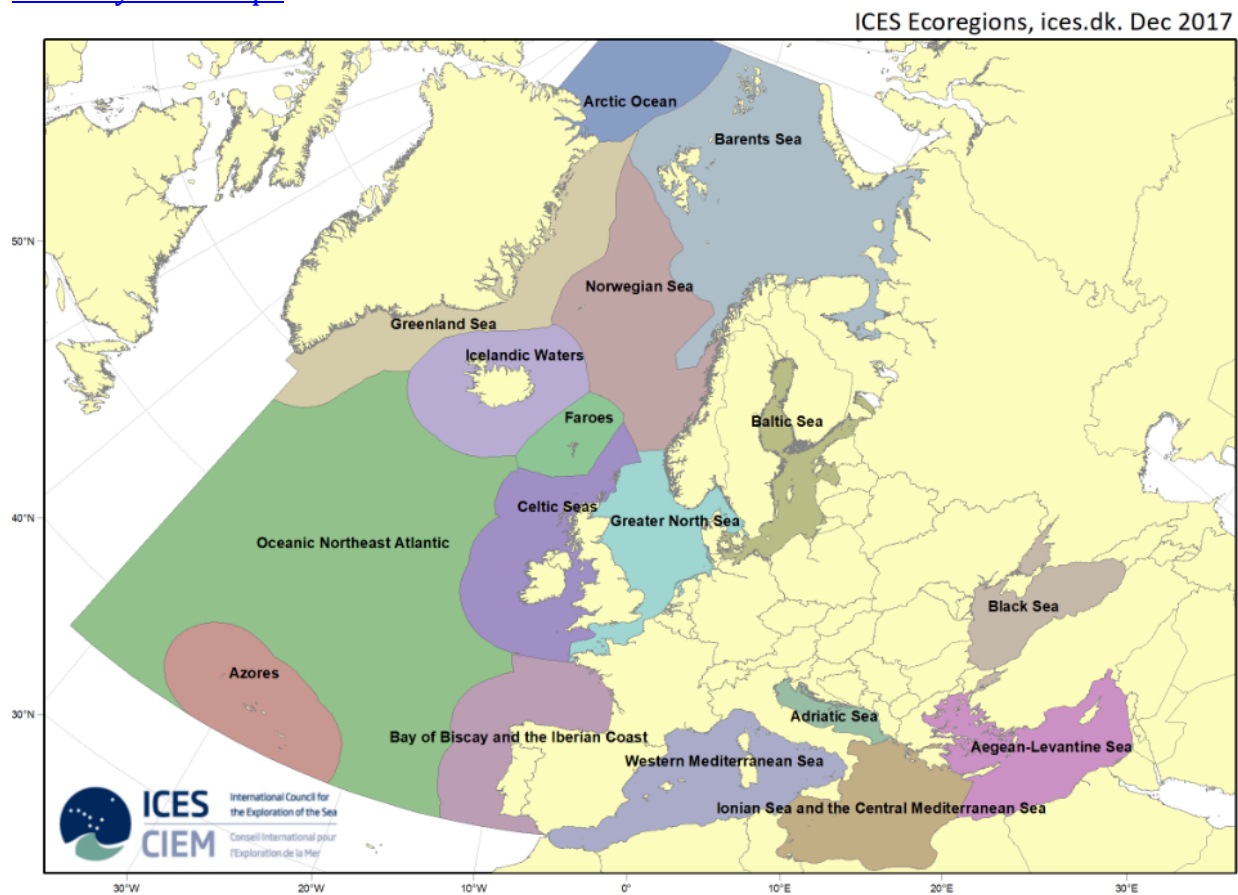 ICES Ecoregions, ices.dk. Dec 2017
Arctic Ocean
Barents Sea
50°N
Norwegian Sea
Greenland Sea
Icelandic Waters
Faroes
Baltic Sea
Celtic Seas
40°N
Greater North Sea
Oceanic Northeast Atlantic
Black Sea
Azores
30°N
Adriatic Sea
Bay of Biscay and the Iberian Coast
Aegean-Levantine Sea
Western Mediterranean Sea
Ionian Sea and the Central Mediterranean Sea
ICES
International Council for
the Exploration of the Sea
CIEM
Conseil International pour
l'Exploration de la Mer
30°W
20°W
10°W
0°
10°E
20°E
30°E